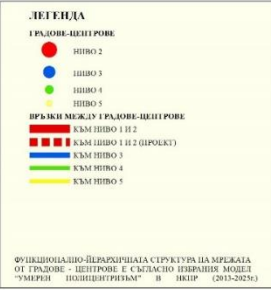 ЛЕГЕНДА
ГРАДОВЕ-ЦЕНТРОВЕ
НИВО 2
НИВО 3
НИВО 4
НИВО 5
ВРЪЗКИ МЕЖДУ ГРАДОВЕ-ЦЕНТРОВЕ
КЪМ НИВО 1 И 2
КЪМ НИВО 1 И 2 (ПРОЕКТ)
КЪМ НИВО 3
КЪМ НИВО 4
КЪМ НИВО 5
ФУНКЦИОНАЛНО-ЙЕРАРХИЧНАТА СТРУКТУРА НА МРЕЖАТА
ОТ ГРАДОВЕ - ЦЕНТРОВЕ Е СЪГЛАСНО ИЗБРАНИЯ МОДЕЛ
"УМЕРЕН ПОЛИЦЕНТРИЗЪМ" В НКПР (2013-2025г.)